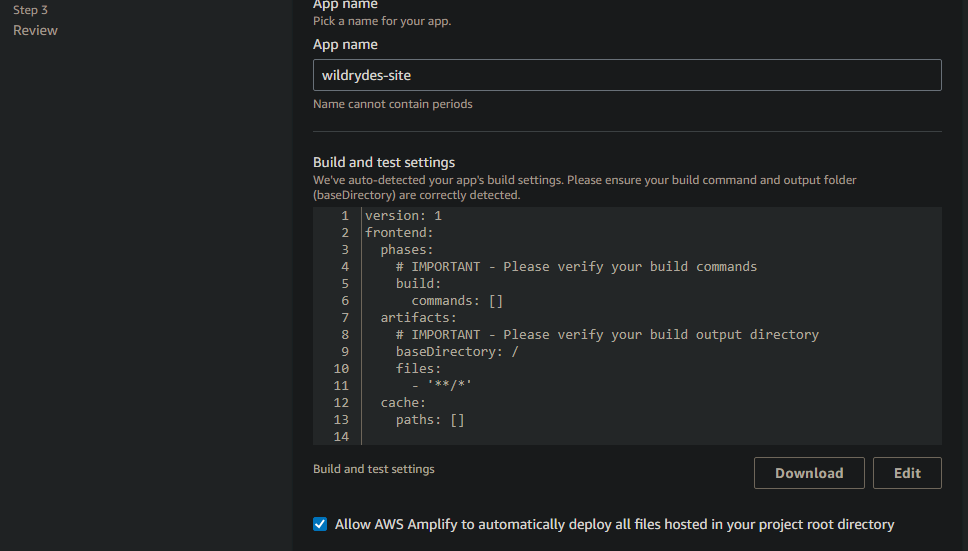 Step 3
Review
App name
Pick a name for your app.
App name
wildrydes-site
Name cannot contain periods
Build and test settings
We've auto-detected your app's build settings. Please ensure your build command and output folder
(baseDirectory) are correctly detected.
1 version: 1
2 frontend:
3   phases:
4     # IMPORTANT - Please verify your build commands
5     build:
6       commands: []
7   artifacts:
8     # IMPORTANT - Please verify your build output directory
9     baseDirectory: /
10     files:
11       - '**/*'
12   cache:
13     paths: []
14
Build and test settings
Download
Edit
Allow AWS Amplify to automatically deploy all files hosted in your project root directory